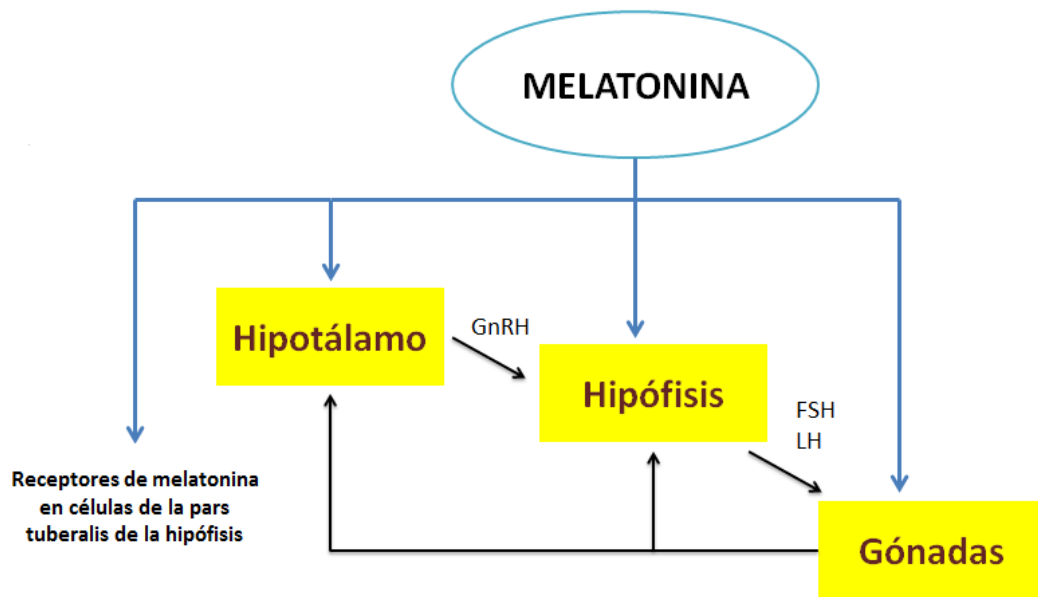 MELATONINA
Hipotálamo
GnRH
Hipófisis
FSH
LH
Receptores de melatonina
en células de la pars
tuberalis de la hipófisis
Gónadas